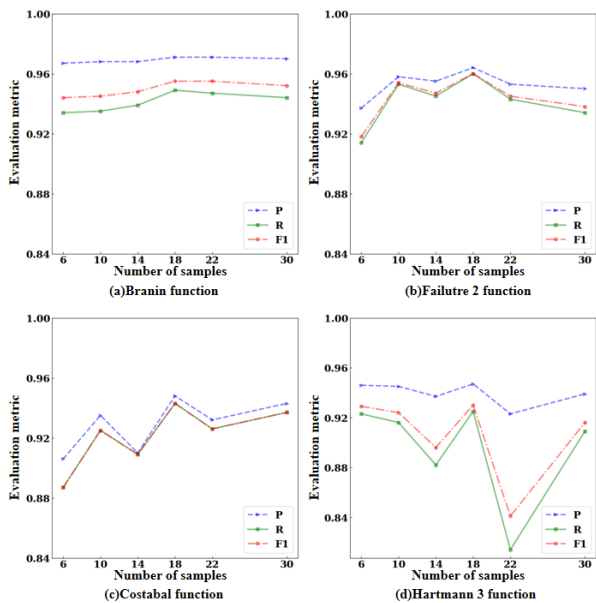 1.00
0.96
0.92
0.88
0.84
Evaluation metric
P
R
F1
6 10 14 18 22 30
Number of samples
(a)Branin function
1.00
0.96
0.92
0.88
0.84
Evaluation metric
P
R
F1
6 10 14 18 22 30
Number of samples
(b)Failutre 2 function
1.00
0.96
0.92
0.88
0.84
Evaluation metric
P
R
F1
6 10 14 18 22 30
Number of samples
(c)Costabal function
1.00
0.96
0.92
0.88
0.84
Evaluation metric
P
R
F1
6 10 14 18 22 30
Number of samples
(d)Hartmann 3 function